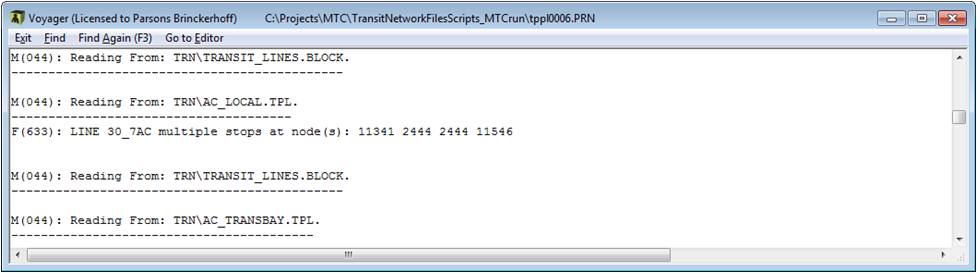 Voyager (Licensed to Parsons Brinckerhoff) C:\Projects\MTC\TransitNetworkFilesScripts_MTCrun\tppl0006.PRN
Exit Find Find Again (F3) Go to Editor
M(044): Reading From: TRN\TRANSIT_LINES.BLOCK.
---------------------------------------------
M(044): Reading From: TRN\AC_LOCAL.TPL.
--------------------------------------
F(633): LINE 30_7AC multiple stops at node(s): 11341 2444 2444 11546
M(044): Reading From: TRN\TRANSIT_LINES.BLOCK.
---------------------------------------------
M(044): Reading From: TRN\AC_TRANSBAY.TPL.
-----------------------------------------